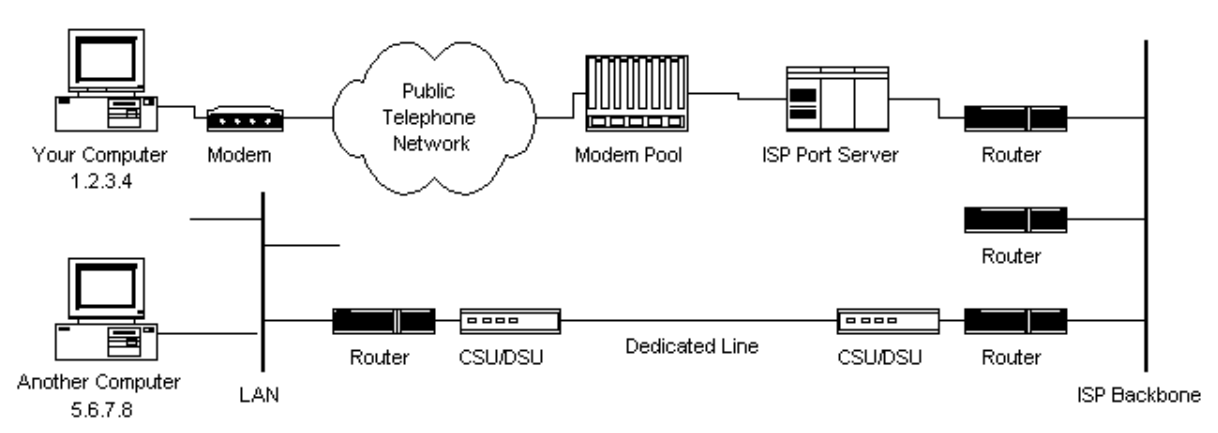 Public
Telephone
Network
Your Computer
1.2.3.4
Modem
Modem Pool
ISP Port Server
Router
Router
Another Computer
5.6.7.8
LAN
Router
CSU/DSU
Dedicated Line
CSU/DSU
Router
ISP Backbone